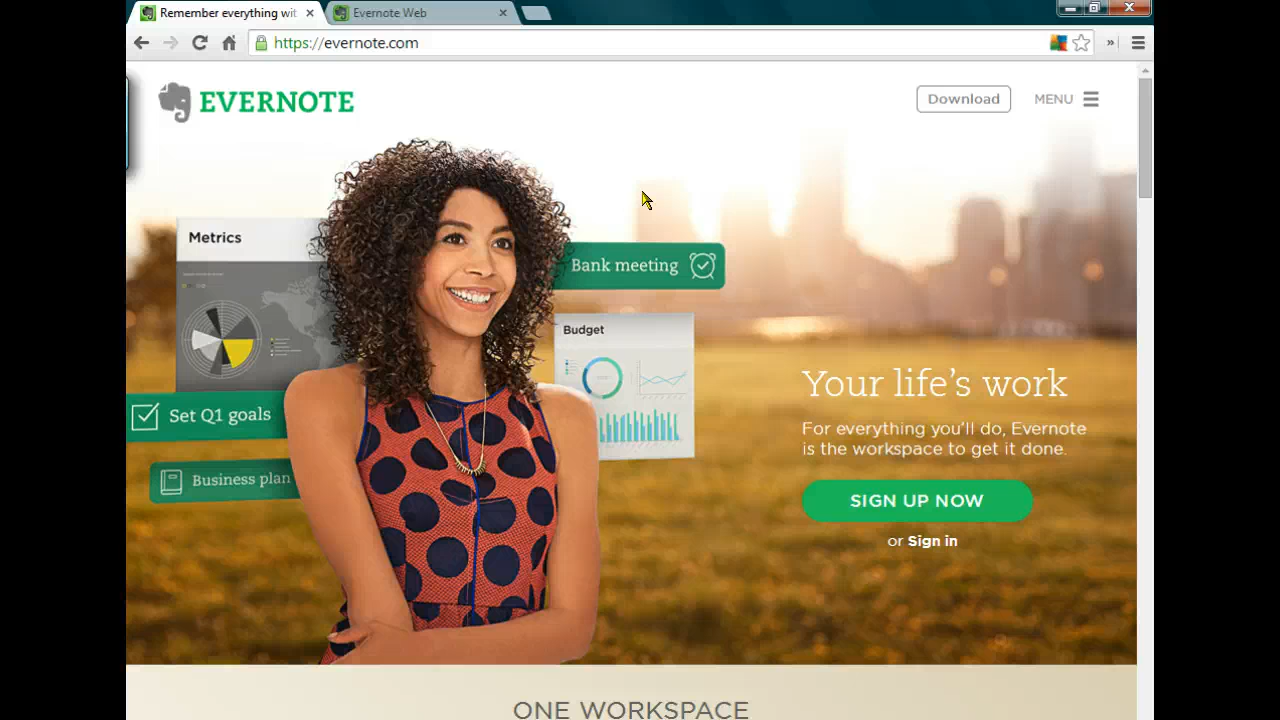 Remember everything wit
Evernote Web
https://evernote.com
EVERNOTE
Download
MENU
Metrics
Bank meeting
Budget
Set Q1 goals
Business plan
Your life's work
For everything you'll do, Evernote
is the workspace to get it done.
SIGN UP NOW
or Sign in
ONE WORKSPACE